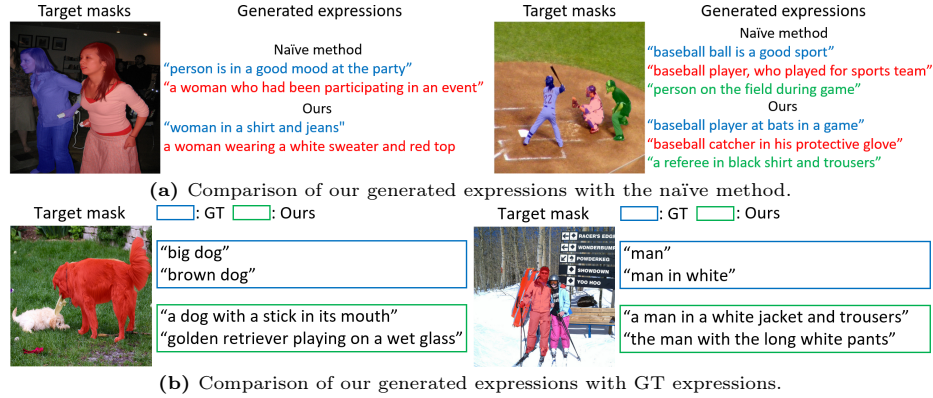 Target masks
Generated expressions
Naïve method
“person is in a good mood at the party”
“a woman who had been participating in an event”
Ours
“woman in a shirt and jeans"
a woman wearing a white sweater and red top
Target masks
Generated expressions
Naïve method
“baseball ball is a good sport”
“baseball player, who played for sports team”
“person on the field during game”
Ours
“baseball player at bats in a game”
“baseball catcher in his protective glove”
“a referee in black shirt and trousers”
22
(a) Comparison of our generated expressions with the naïve method.
Target mask
: GT : Ours
“big dog”
“brown dog”
“a dog with a stick in its mouth”
“golden retriever playing on a wet glass”
Target mask
: GT : Ours
RACER'S EDGE
WONDERBUMP
POWDERKEG
SHOWDOWN
YOO HOO
“man”
“man in white”
“a man in a white jacket and trousers”
“the man with the long white pants”
(b) Comparison of our generated expressions with GT expressions.